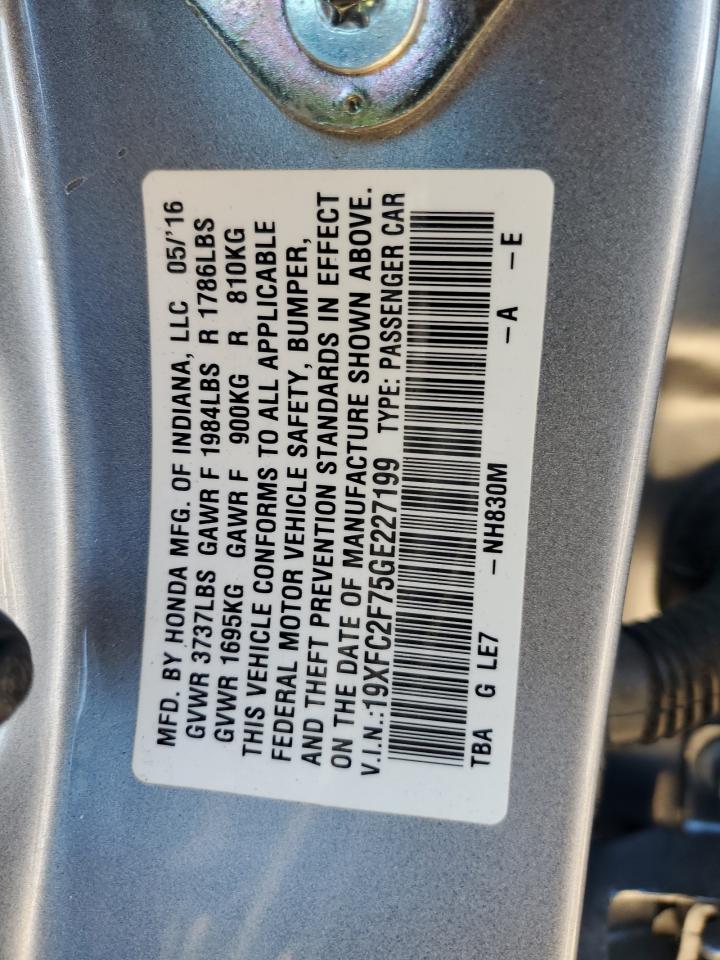 MFD. BY HONDA MFG. OF INDIANA, LLC 05/'16
GVWR 3737LBS GAWR F 1984LBS R 1786LBS
GVWR 1695KG GAWR F 900KG R 810KG
THIS VEHICLE CONFORMS TO ALL APPLICABLE
FEDERAL MOTOR VEHICLE SAFETY, BUMPER,
AND THEFT PREVENTION STANDARDS IN EFFECT
ON THE DATE OF MANUFACTURE SHOWN ABOVE.
V.I.N.:19XFC2F75GE227199 TYPE: PASSENGER CAR
TBA G LE7 -NH830M -A -E